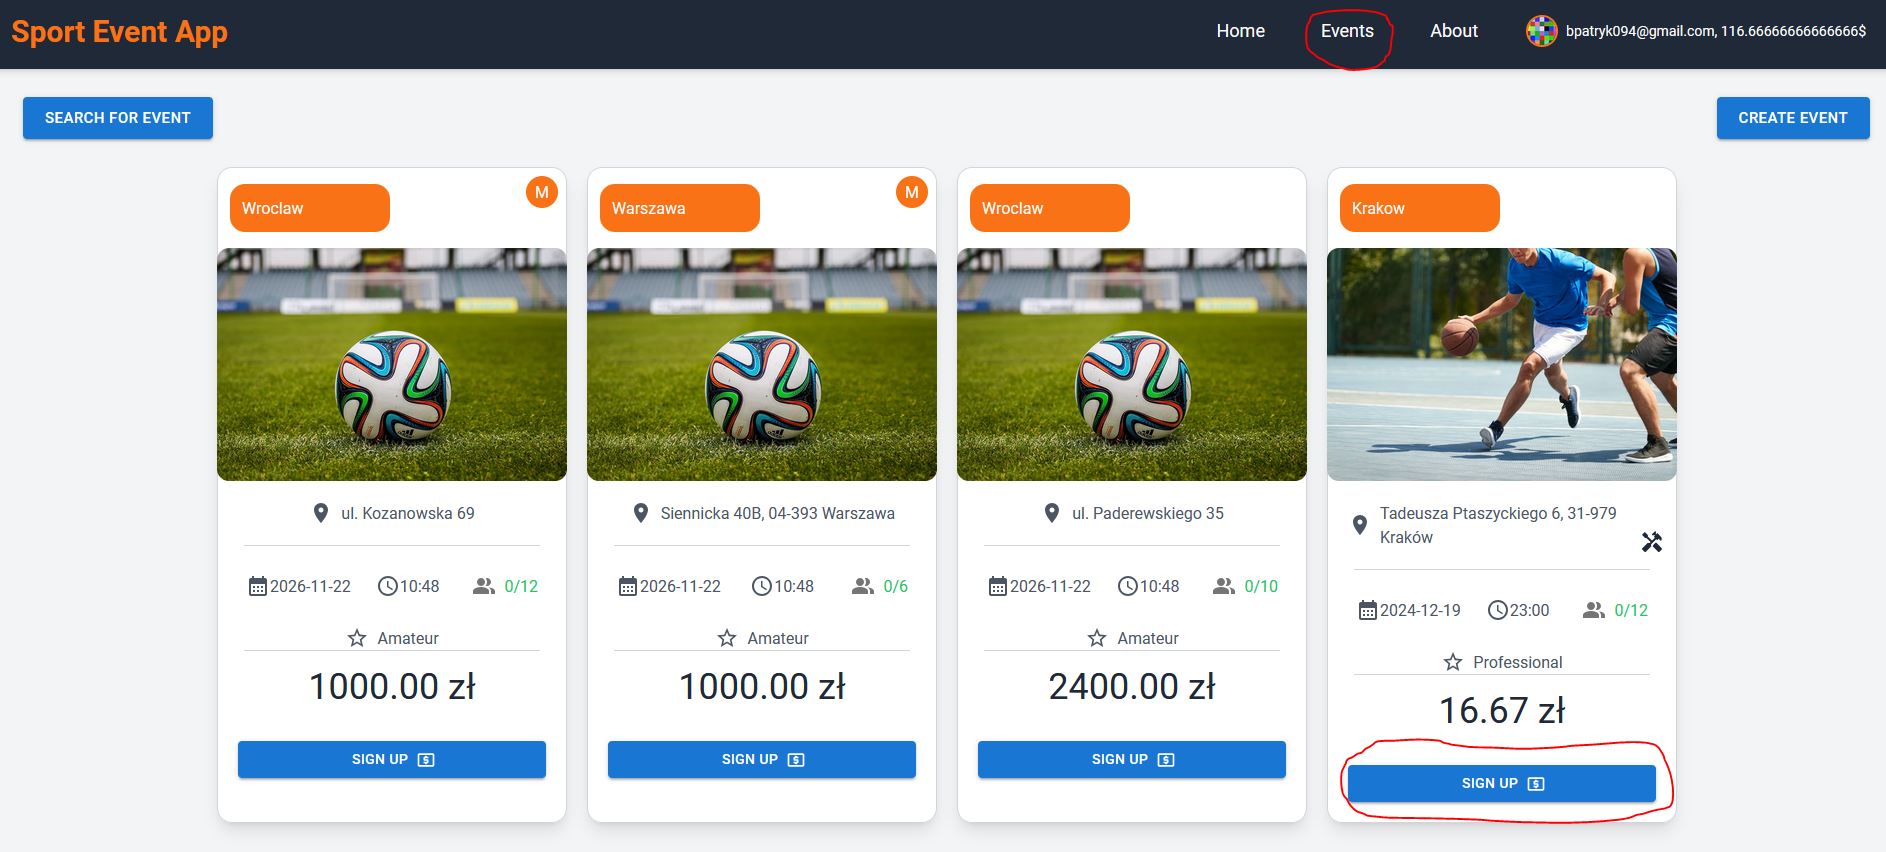 Sport Event App
Home
Events
About
bpatryk094@gmail.com, 116.66666666666666$
SEARCH FOR EVENT
CREATE EVENT
Wroclaw
M
ul. Kozanowska 69
2026-11-22
10:48
0/12
Amateur
1000.00 zł
SIGN UP
Warszawa
M
Siennicka 40B, 04-393 Warszawa
2026-11-22
10:48
0/6
Amateur
1000.00 zł
SIGN UP
Wroclaw
ul. Paderewskiego 35
2026-11-22
10:48
0/10
Amateur
2400.00 zł
SIGN UP
Krakow
Tadeusza Ptaszyckiego 6, 31-979
Kraków
2024-12-19
23:00
0/12
Professional
16.67 zł
SIGN UP